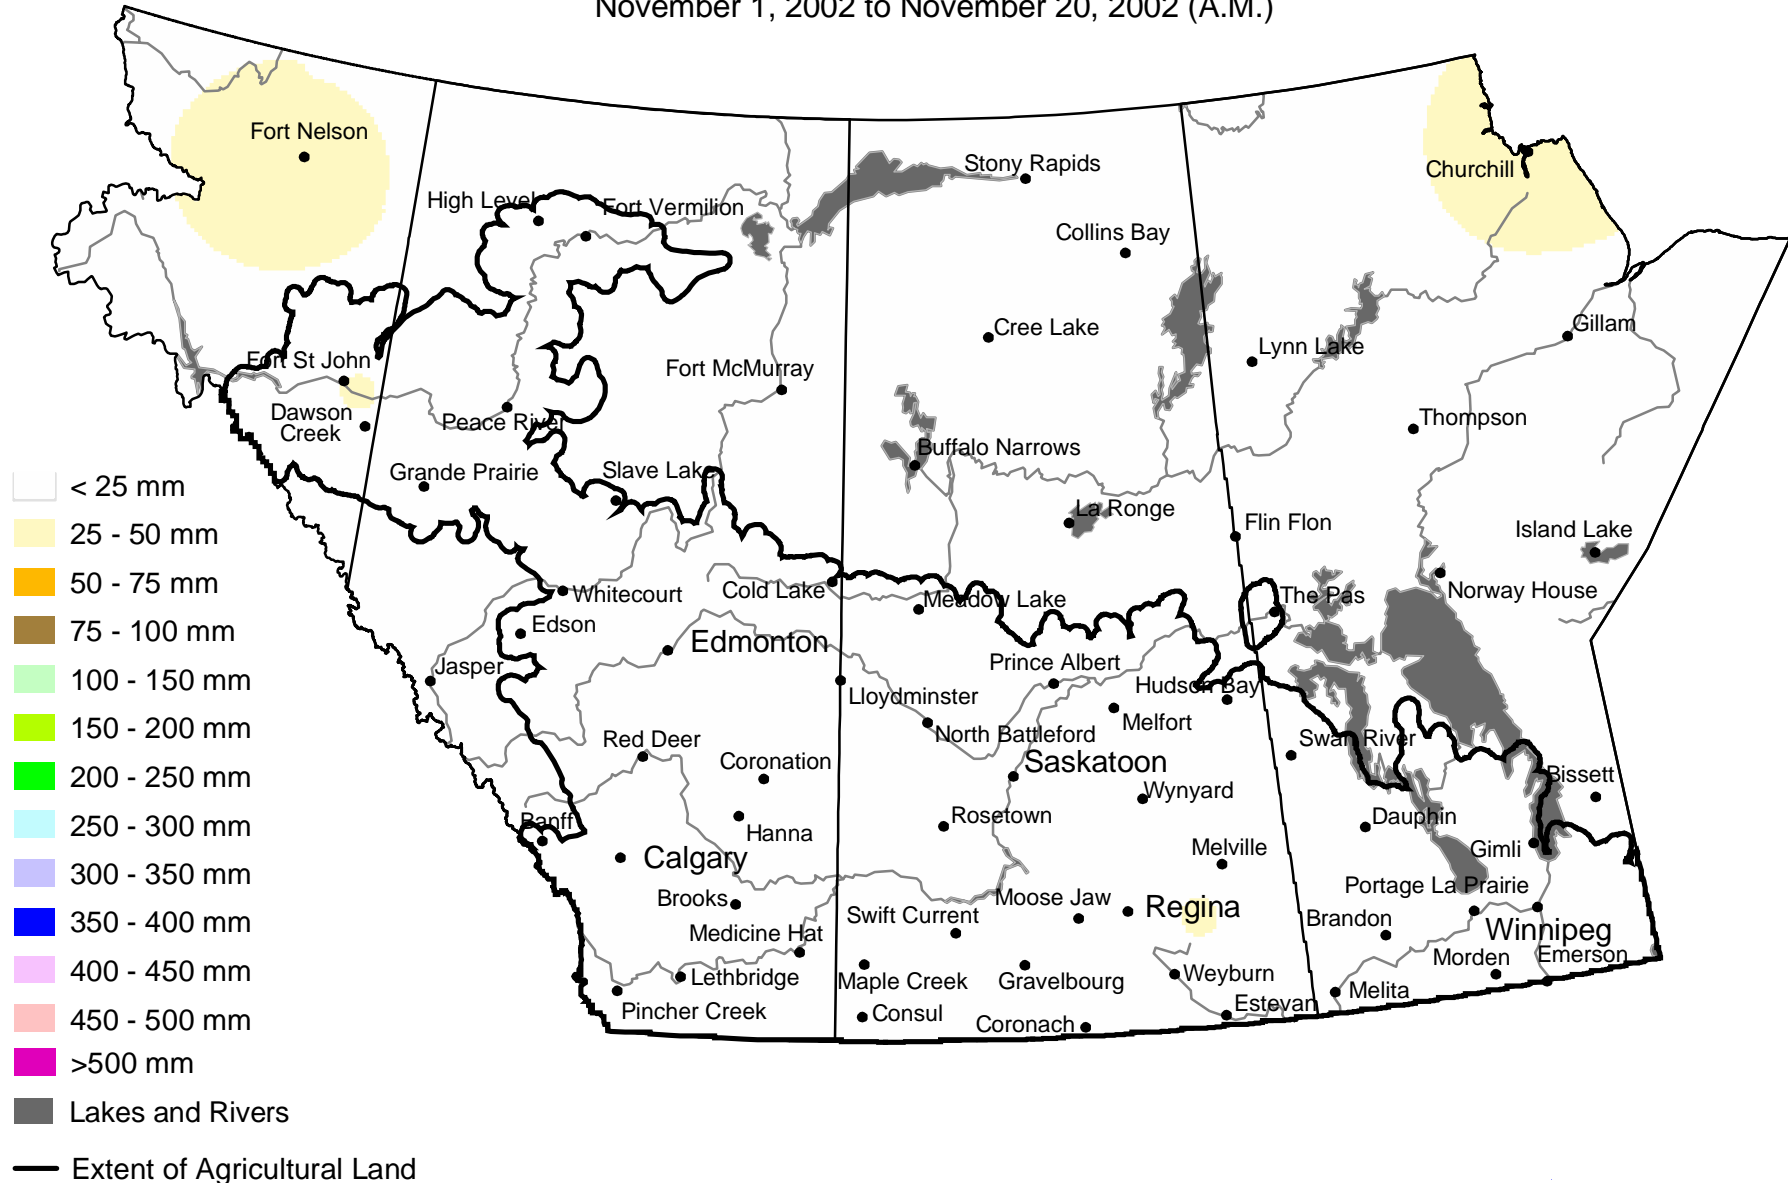 November 1, 2002 to November 20, 2002 (A.M.)
Fort Nelson
Stony Rapids
Churchill
High Level
Fort Vermilion
Collins Bay
Cree Lake
Gillam
Lynn Lake
Fort St John
Fort McMurray
Dawson
Creek
Peace River
Thompson
Buffalo Narrows
Grande Prairie
Slave Lake
La Ronge
Flin Flon
Island Lake
Whitecourt
Cold Lake
Meadow Lake
The Pas
Norway House
Edson
Edmonton
Jasper
Prince Albert
Hudson Bay
Lloydminster
Melfort
North Battleford
Red Deer
Swan River
Coronation
Saskatoon
Bissett
Wynyard
Banff
Hanna
Rosetown
Dauphin
Calgary
Melville
Gimli
Portage La Prairie
Brooks
Moose Jaw
Regina
Swift Current
Brandon
Medicine Hat
Winnipeg
Emerson
Morden
Lethbridge
Maple Creek
Gravelbourg
Weyburn
Melita
Pincher Creek
Consul
Coronach
Estevan
< 25 mm
25 - 50 mm
50 - 75 mm
75 - 100 mm
100 - 150 mm
150 - 200 mm
200 - 250 mm
250 - 300 mm
300 - 350 mm
350 - 400 mm
400 - 450 mm
450 - 500 mm
>500 mm
Lakes and Rivers
Extent of Agricultural Land